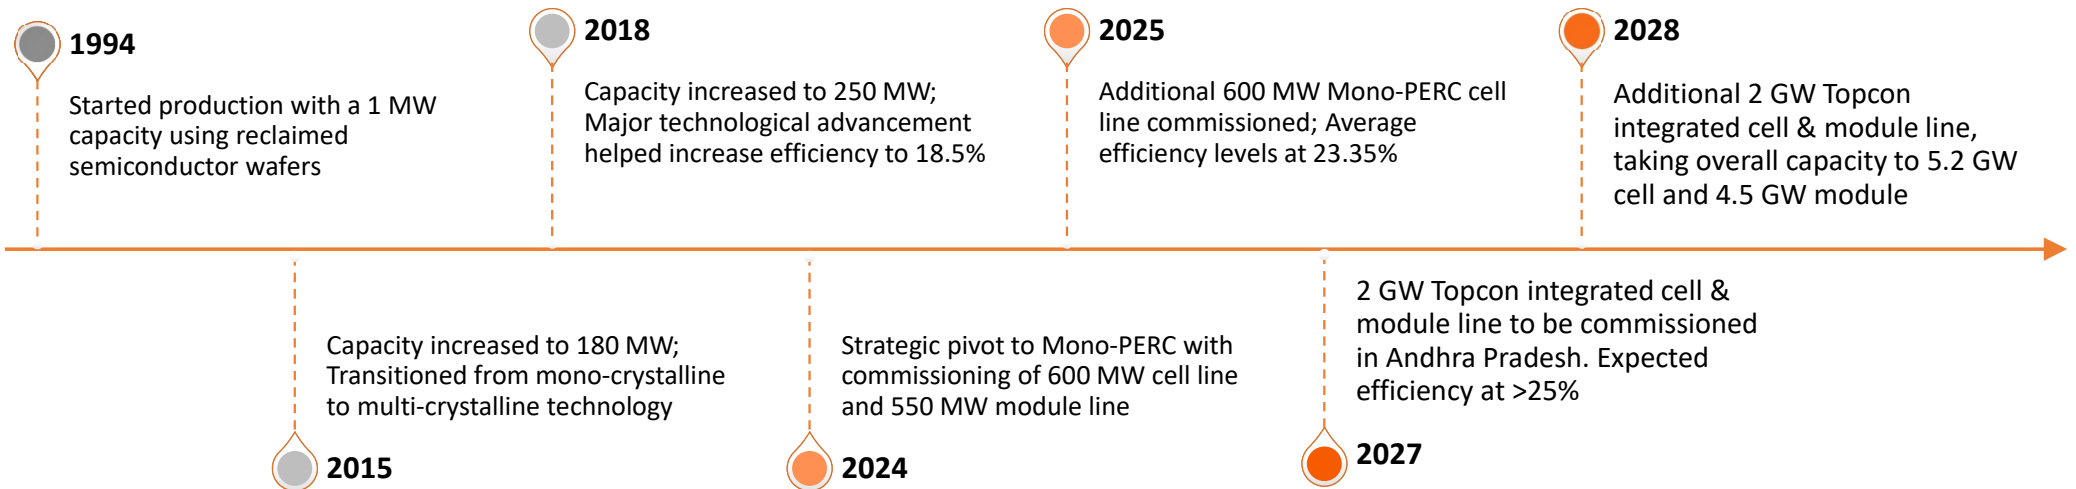 1994
Started production with a 1 MW
capacity using reclaimed
semiconductor wafers
2015
Capacity increased to 180 MW;
Transitioned from mono-crystalline
to multi-crystalline technology
2018
Capacity increased to 250 MW;
Major technological advancement
helped increase efficiency to 18.5%
2024
Strategic pivot to Mono-PERC with
commissioning of 600 MW cell line
and 550 MW module line
2025
Additional 600 MW Mono-PERC cell
line commissioned; Average
efficiency levels at 23.35%
2027
2 GW Topcon integrated cell &
module line to be commissioned
in Andhra Pradesh. Expected
efficiency at >25%
2028
Additional 2 GW Topcon
integrated cell & module line,
taking overall capacity to 5.2 GW
cell and 4.5 GW module